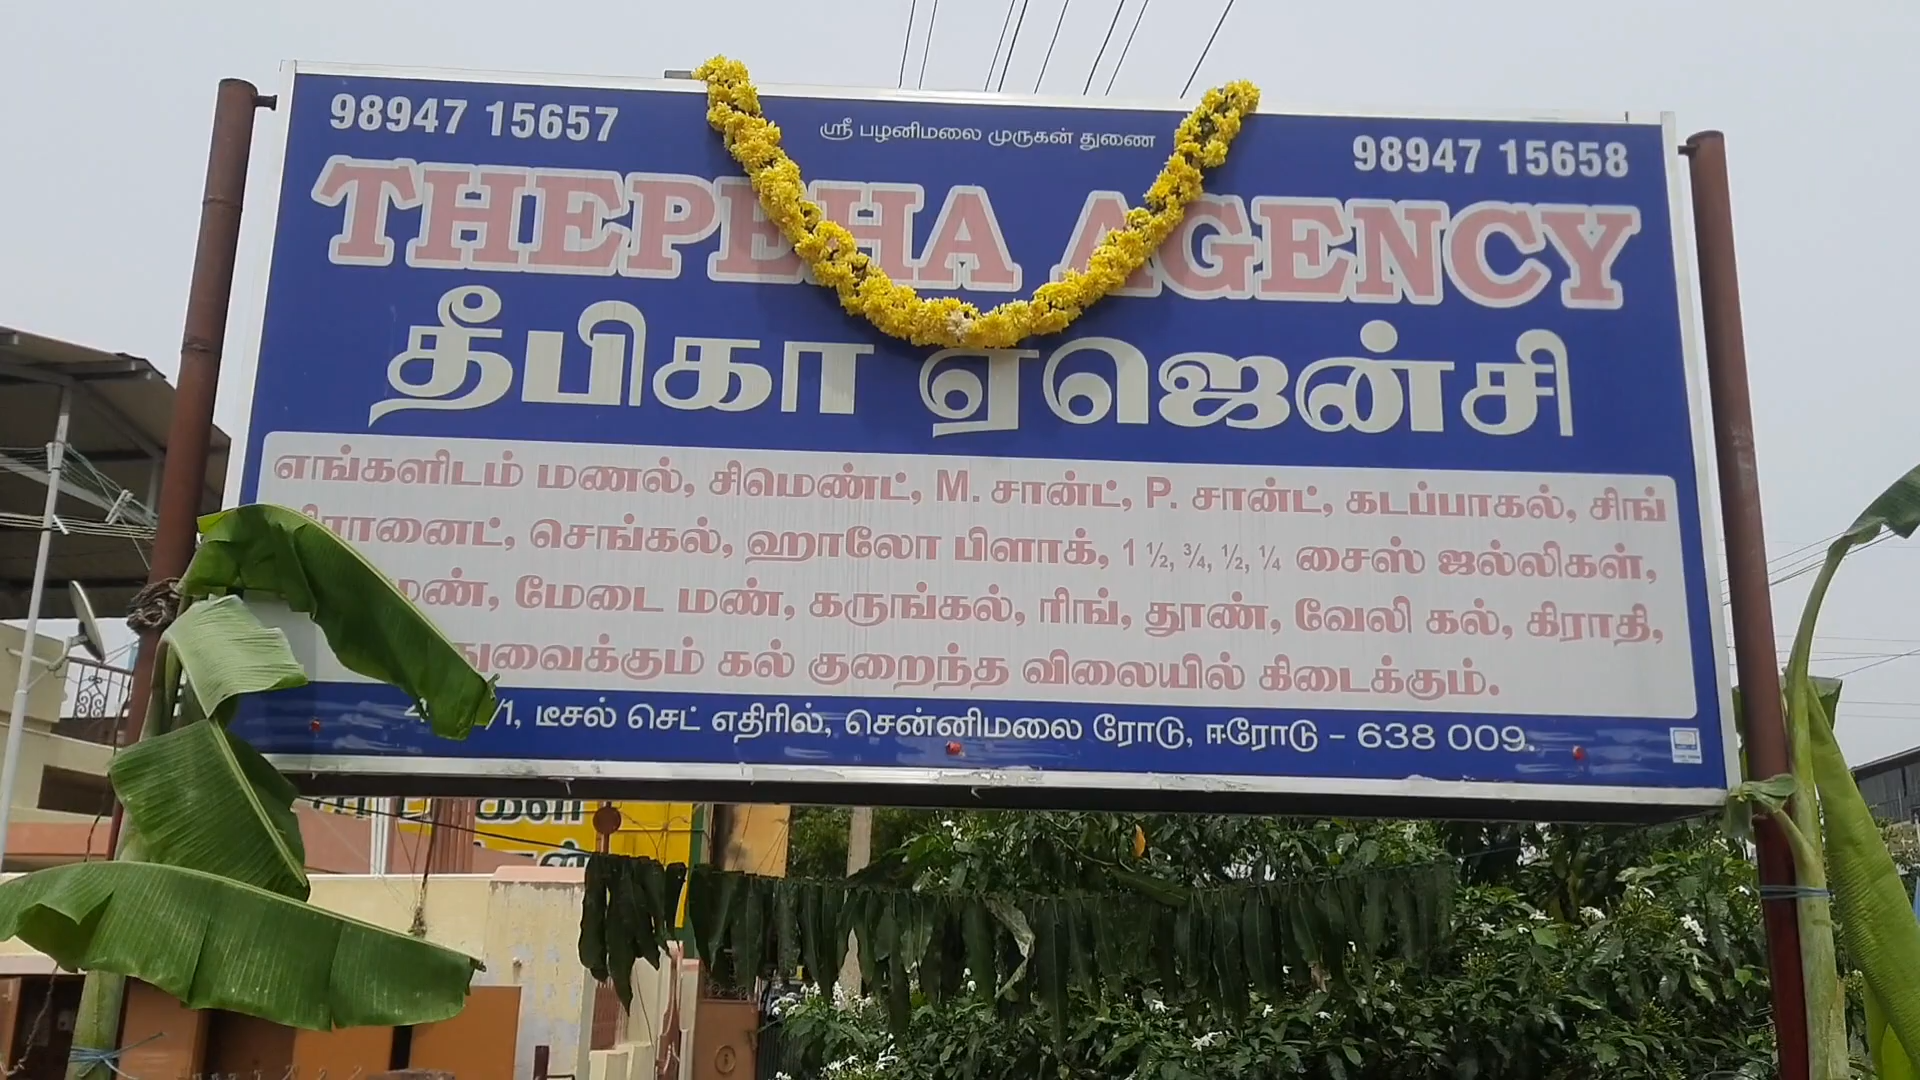 98947 15657
ஸ்ரீ பழனிமலை முருகன் துணை
98947 15658
AGENCY
தீபிகா ஏஜென்சி
எங்களிடம் மணல், சிமெண்ட், M. சாண்ட், P. சாண்ட், கடப்பாகல், சிங்
செங்கல், ஹாலோ பிளாக், 1 ½, ¾, ½, ¼ சைஸ் ஜல்லிகள்,
மண், மேடை மண், கருங்கல், ரிங், தூண், வேலி கல், கிராதி,
துவைக்கும் கல் குறைந்த விலையில் கிடைக்கும்.
டீசல் செட் எதிரில், சென்னிமலை ரோடு, ஈரோடு - 638 009.